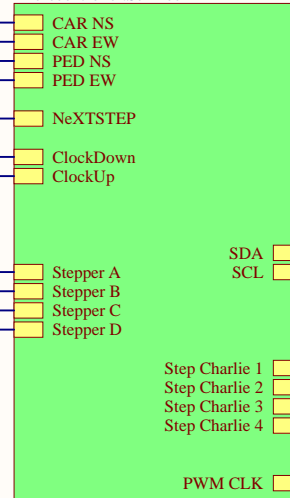 CAR NS
CAR EW
PED NS
PED EW
NeXTSTEP
ClockDown
ClockUp
SDA
SCL
Stepper A
Stepper B
Stepper C
Stepper D
Step Charlie 1
Step Charlie 2
Step Charlie 3
Step Charlie 4
PWM CLK